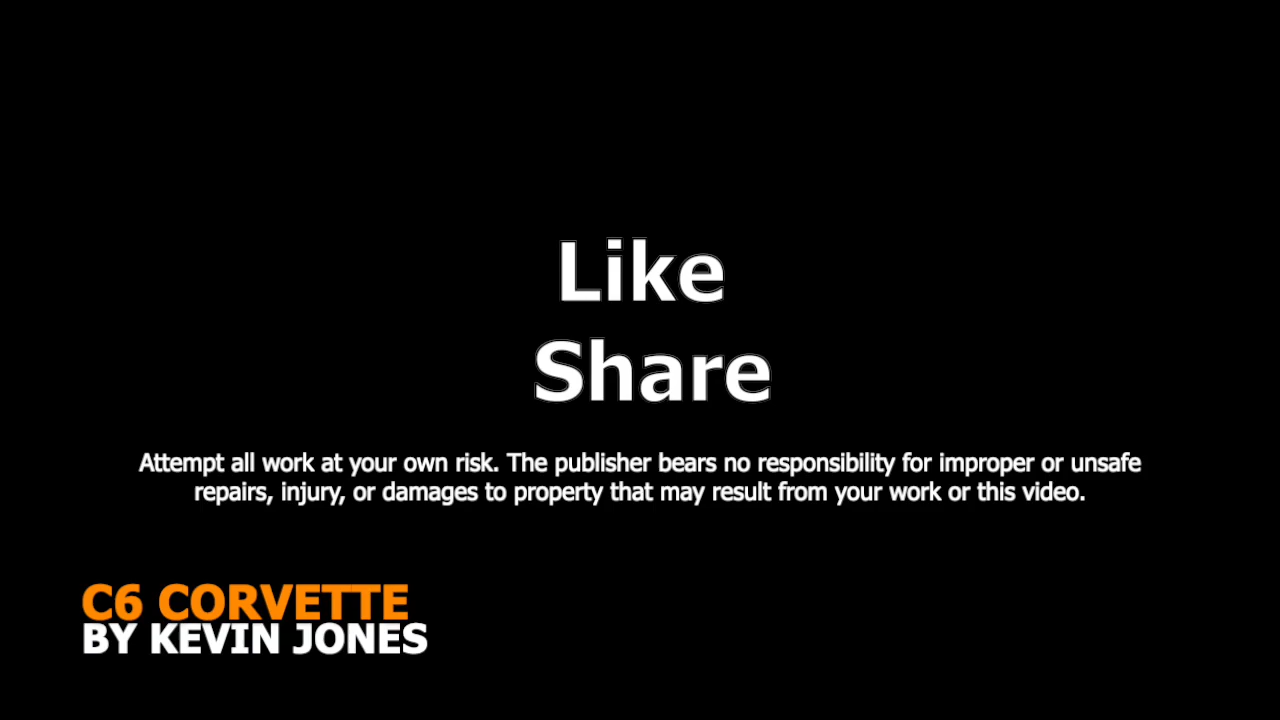 Like
Share
Attempt all work at your own risk. The publisher bears no responsibility for improper or unsafe
repairs, injury, or damages to property that may result from your work or this video.
C6 CORVETTE
BY KEVIN JONES